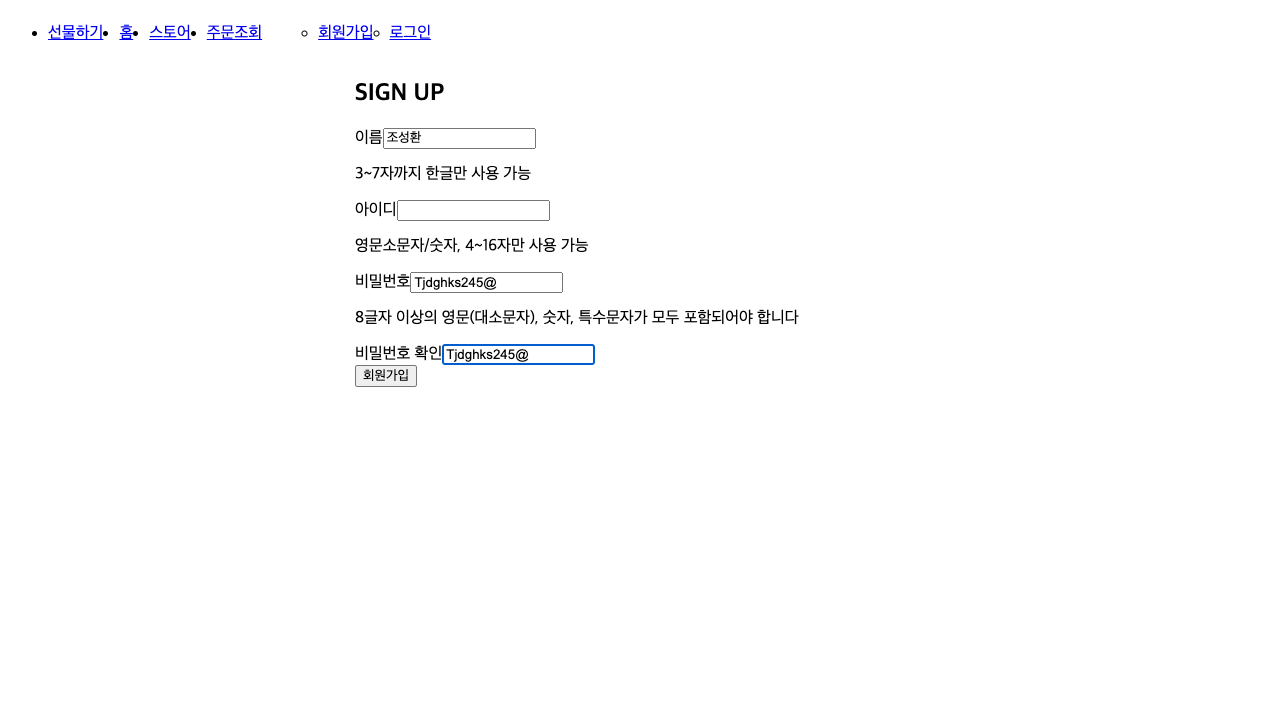 선물하기 홈 스토어 주문조회 회원가입 로그인
SIGN UP
이름 조성환
3~7자까지 한글만 사용 가능
아이디
영문소문자/숫자, 4~16자만 사용 가능
비밀번호 Tjdghks245@
8글자 이상의 영문(대소문자), 숫자, 특수문자가 모두 포함되어야 합니다
비밀번호 확인 Tjdghks245@
회원가입